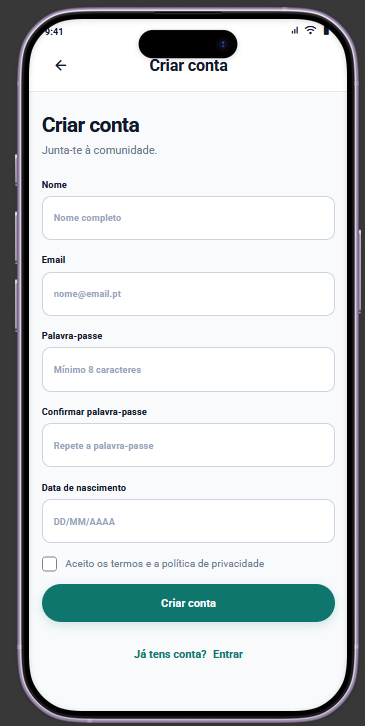 9:41
Criar conta
Criar conta
Junta-te à comunidade.
Nome
Nome completo
Email
nome@email.pt
Palavra-passe
Mínimo 8 caracteres
Confirmar palavra-passe
Repete a palavra-passe
Data de nascimento
DD/MM/AAAA
Aceito os termos e a política de privacidade
Criar conta
Já tens conta? Entrar